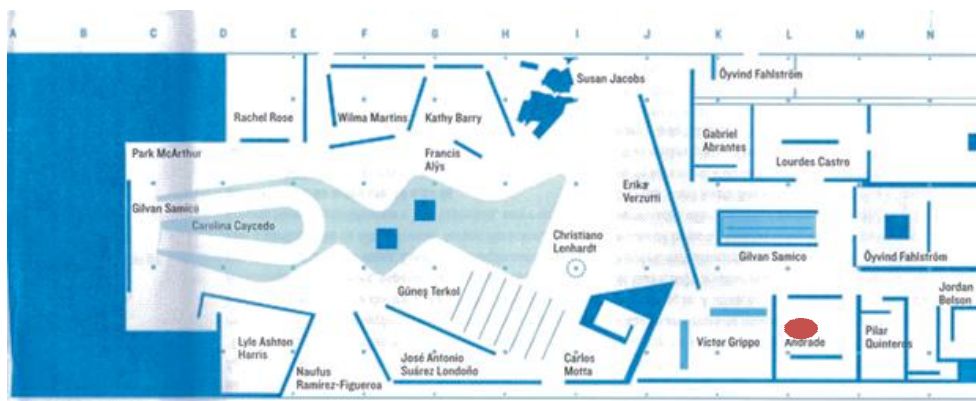 A B C D E F G H I J K L M N
Susan Jacobs
Öyvind Fahlström
Rachel Rose
Wilma Martins
Kathy Barry
Gabriel
Abrantes
Park McArthur
Francis
Alÿs
Lourdes Castro
Erika
Verzutti
Gilvan Samico
Carolina Caycedo
Christiano
Lenhardt
Gilvan Samico
Öyvind Fahlström
Güneş Terkol
Jordan
Belson
Lyle Ashton
Harris
Victor Grippo
Andrade
Pilar
Quinteros
José Antonio
Suárez Londoño
Carlos
Motta
Naufus
Ramírez-Figueroa